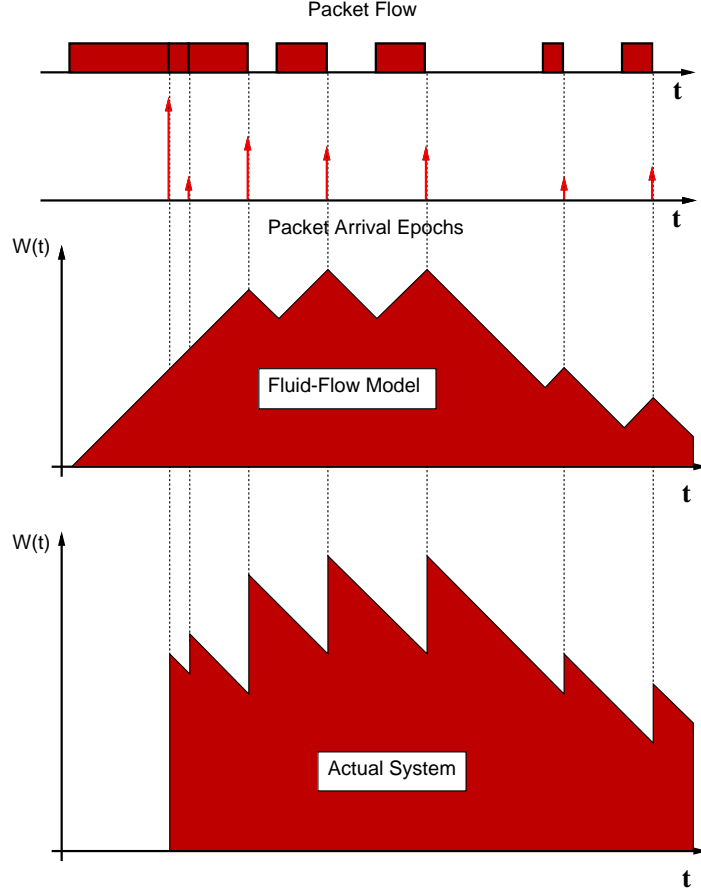 Packet Flow
t
t
Packet Arrival Epochs
W(t)
Fluid-Flow Model
t
W(t)
Actual System
t